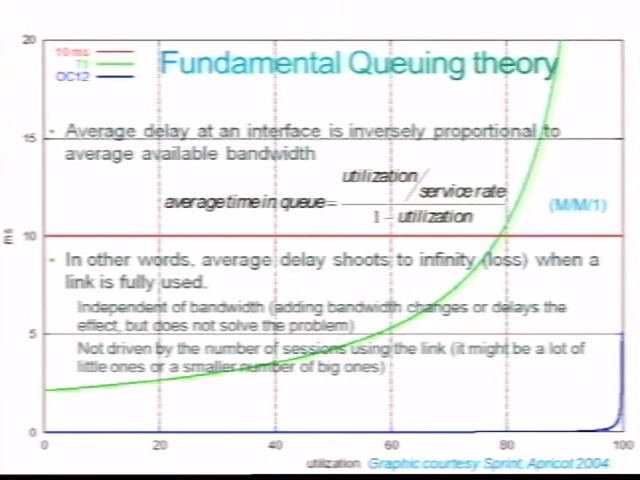 20
10 ms
T1
OC12
Fundamental Queuing theory
15
• Average delay at an interface is inversely proportional to
average available bandwidth
average time in queue = utilization / service rate
1 - utilization
(M/M/1)
ms
10
• In other words, average delay shoots to infinity (loss) when a
link is fully used.
Independent of bandwidth (adding bandwidth changes or delays the
effect, but does not solve the problem)
5
Not driven by the number of sessions using the link (it might be a lot of
little ones or a smaller number of big ones)
0
0 20 40 60 80 100
utilization Graphic courtesy Sprint, Apricot 2004